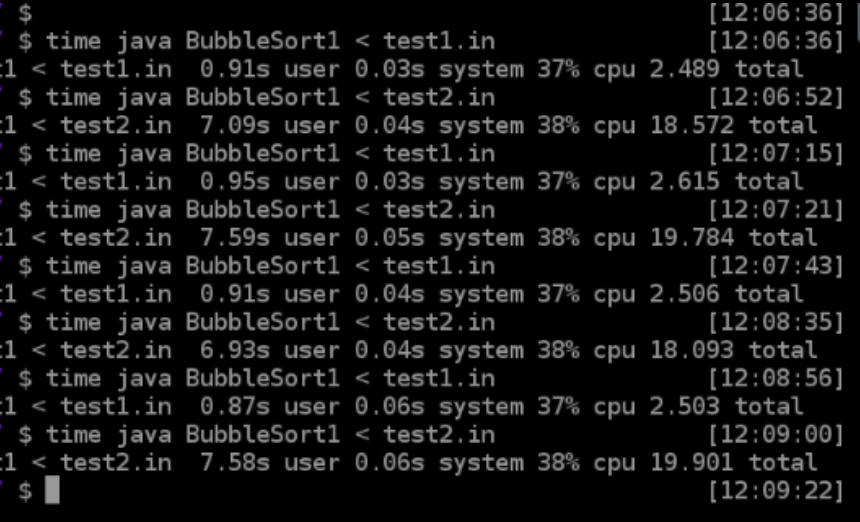 $ [12:06:36]
$ time java BubbleSort1 < test1.in [12:06:36]
1 < test1.in 0.91s user 0.03s system 37% cpu 2.489 total
$ time java BubbleSort1 < test2.in [12:06:52]
1 < test2.in 7.09s user 0.04s system 38% cpu 18.572 total
$ time java BubbleSort1 < test1.in [12:07:15]
1 < test1.in 0.95s user 0.03s system 37% cpu 2.615 total
$ time java BubbleSort1 < test2.in [12:07:21]
1 < test2.in 7.59s user 0.05s system 38% cpu 19.784 total
$ time java BubbleSort1 < test1.in [12:07:43]
1 < test1.in 0.91s user 0.04s system 37% cpu 2.506 total
$ time java BubbleSort1 < test2.in [12:08:35]
1 < test2.in 6.93s user 0.04s system 38% cpu 18.093 total
$ time java BubbleSort1 < test1.in [12:08:56]
1 < test1.in 0.87s user 0.06s system 37% cpu 2.503 total
$ time java BubbleSort1 < test2.in [12:09:00]
1 < test2.in 7.58s user 0.06s system 38% cpu 19.901 total
$ [12:09:22]